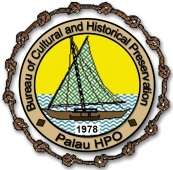 Bureau of Cultural and Historical Preservation
1978
Palau HPO